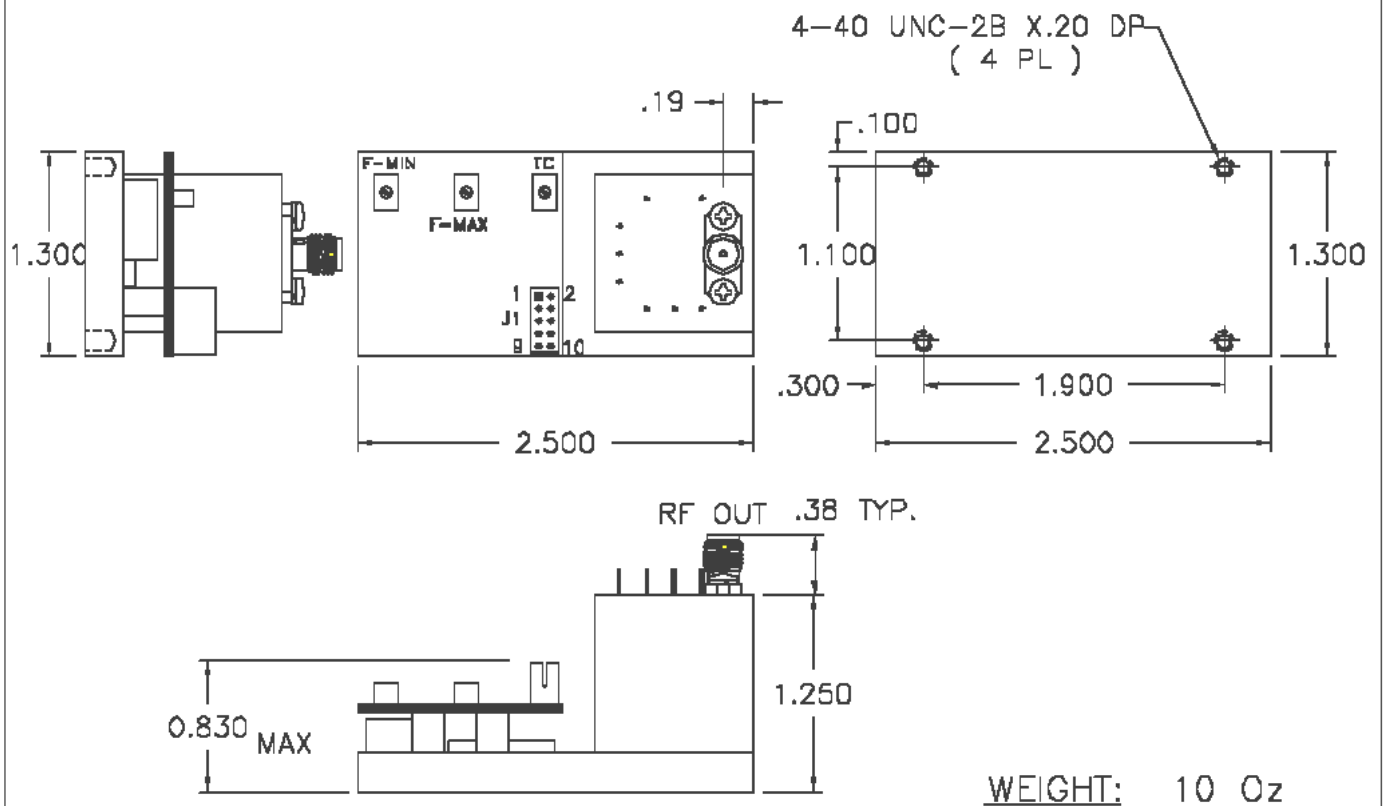 4-40 UNC-2B X.20 DP
( 4 PL )
.19
.100
F-MIN
TC
F-MAX
1.300
1.100
1.300
1 2
J1
9 10
.300
1.900
2.500
2.500
RF OUT .38 TYP.
0.830 MAX
1.250
WEIGHT: 10 Oz